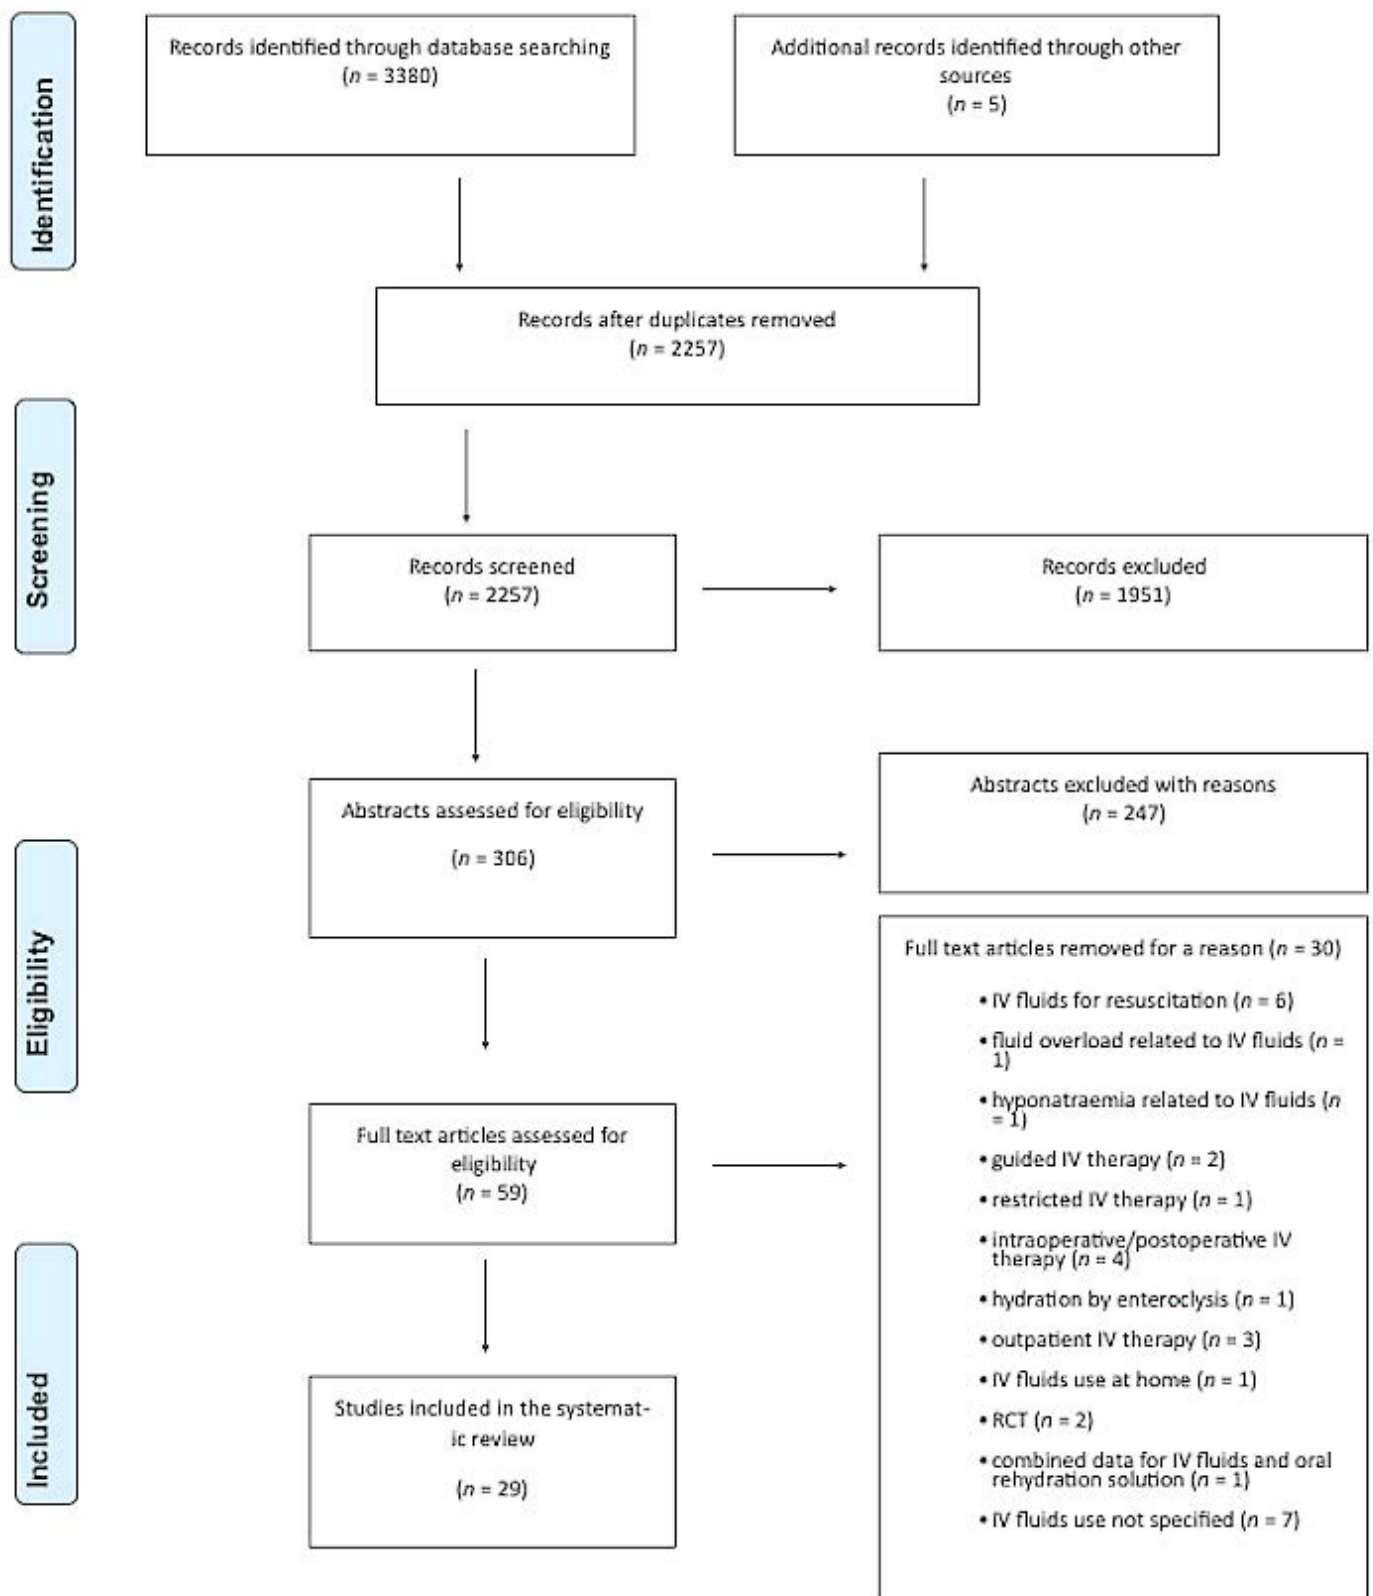 Identification
Records identified through database searching
(n = 3380)
Additional records identified through other
sources
(n = 5)
Records after duplicates removed
(n = 2257)
Screening
Records screened
(n = 2257)
Records excluded
(n = 1951)
Eligibility
Abstracts assessed for eligibility
(n = 306)
Abstracts excluded with reasons
(n = 247)
Full text articles assessed for
eligibility
(n = 59)
Full text articles removed for a reason (n = 30)
• IV fluids for resuscitation (n = 6)
• fluid overload related to IV fluids (n =
1)
• hyponatraemia related to IV fluids (n
= 1)
• guided IV therapy (n = 2)
• restricted IV therapy (n = 1)
• intraoperative/postoperative IV
therapy (n = 4)
• hydration by enteroclysis (n = 1)
• outpatient IV therapy (n = 3)
• IV fluids use at home (n = 1)
• RCT (n = 2)
• combined data for IV fluids and oral
rehydration solution (n = 1)
• IV fluids use not specified (n = 7)
Included
Studies included in the systemat-
ic review
(n = 29)